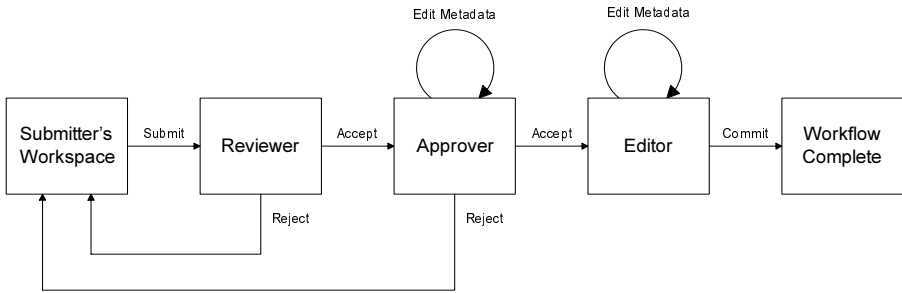 Edit Metadata
Edit Metadata
Submitter's
Workspace
Submit
Reviewer
Accept
Approver
Accept
Editor
Commit
Workflow
Complete
Reject
Reject